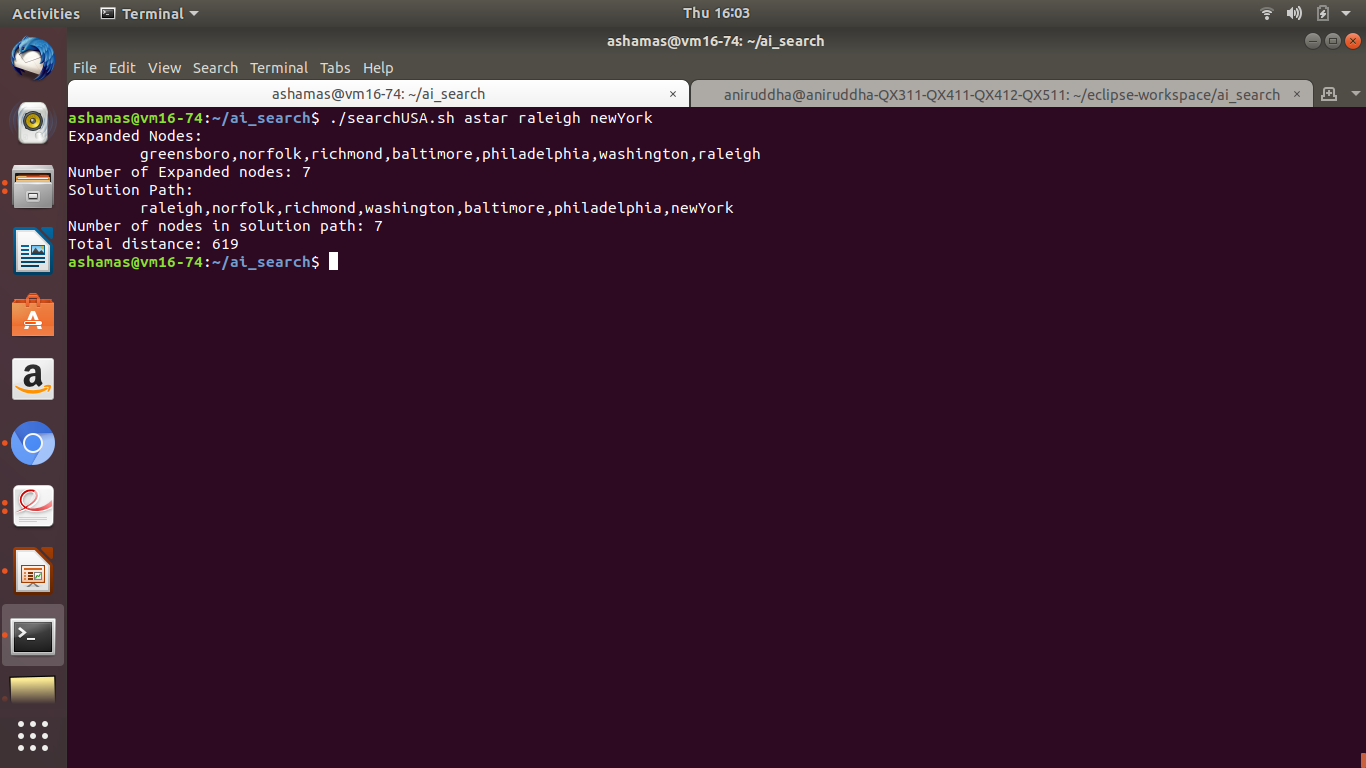 Activities Terminal Thu 16:03
ashamas@vm16-74: ~/ai_search
File Edit View Search Terminal Tabs Help
ashamas@vm16-74: ~/ai_search × aniruddha@aniruddha-QX311-QX411-QX412-QX511: ~/eclipse-workspace/ai_search ×
ashamas@vm16-74:~/ai_search$ ./searchUSA.sh astar raleigh newYork
Expanded Nodes:
greensboro,norfolk,richmond,baltimore,philadelphia,washington,raleigh
Number of Expanded nodes: 7
Solution Path:
raleigh,norfolk,richmond,washington,baltimore,philadelphia,newYork
Number of nodes in solution path: 7
Total distance: 619
ashamas@vm16-74:~/ai_search$